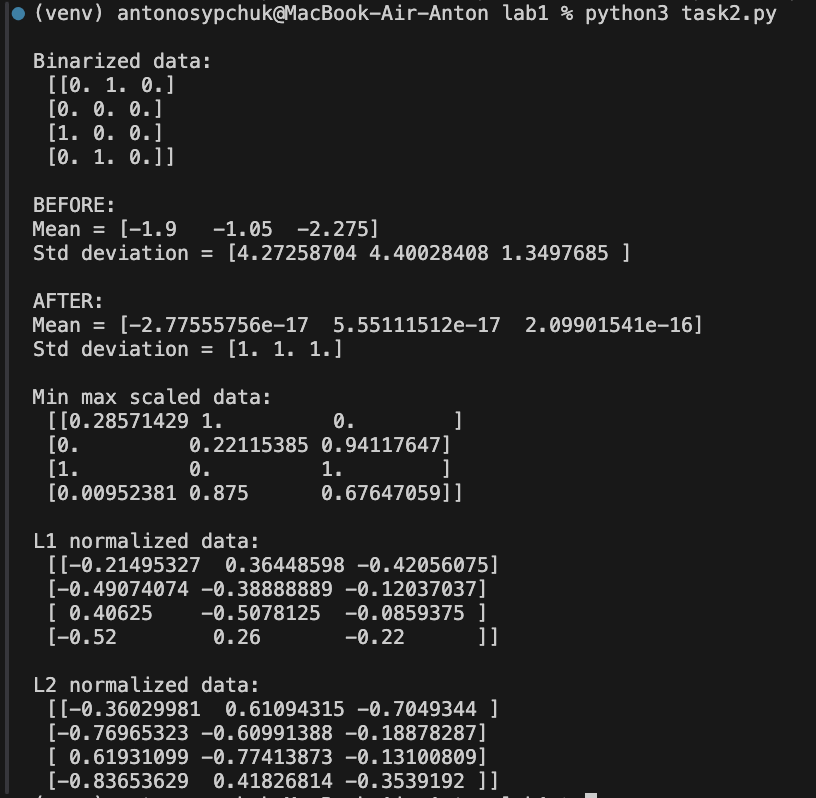 (venv) antonosypchuk@MacBook-Air-Anton lab1 % python3 task2.py
Binarized data:
[[0. 1. 0.]
[0. 0. 0.]
[1. 0. 0.]
[0. 1. 0.]]
BEFORE:
Mean = [-1.9   -1.05  -2.275]
Std deviation = [4.27258704 4.40028408 1.3497685 ]
AFTER:
Mean = [-2.77555756e-17  5.55111512e-17  2.09901541e-16]
Std deviation = [1. 1. 1.]
Min max scaled data:
[[0.28571429 1.         0.        ]
[0.         0.22115385 0.94117647]
[1.         0.         1.        ]
[0.00952381 0.875      0.67647059]]
L1 normalized data:
[[-0.21495327  0.36448598 -0.42056075]
[-0.49074074 -0.38888889 -0.12037037]
[ 0.40625    -0.5078125  -0.0859375 ]
[-0.52        0.26       -0.22      ]]
L2 normalized data:
[[-0.36029981  0.61094315 -0.7049344 ]
[-0.76965323 -0.60991388 -0.18878287]
[ 0.61931099 -0.77413873 -0.13100809]
[-0.83653629  0.41826814 -0.3539192 ]]